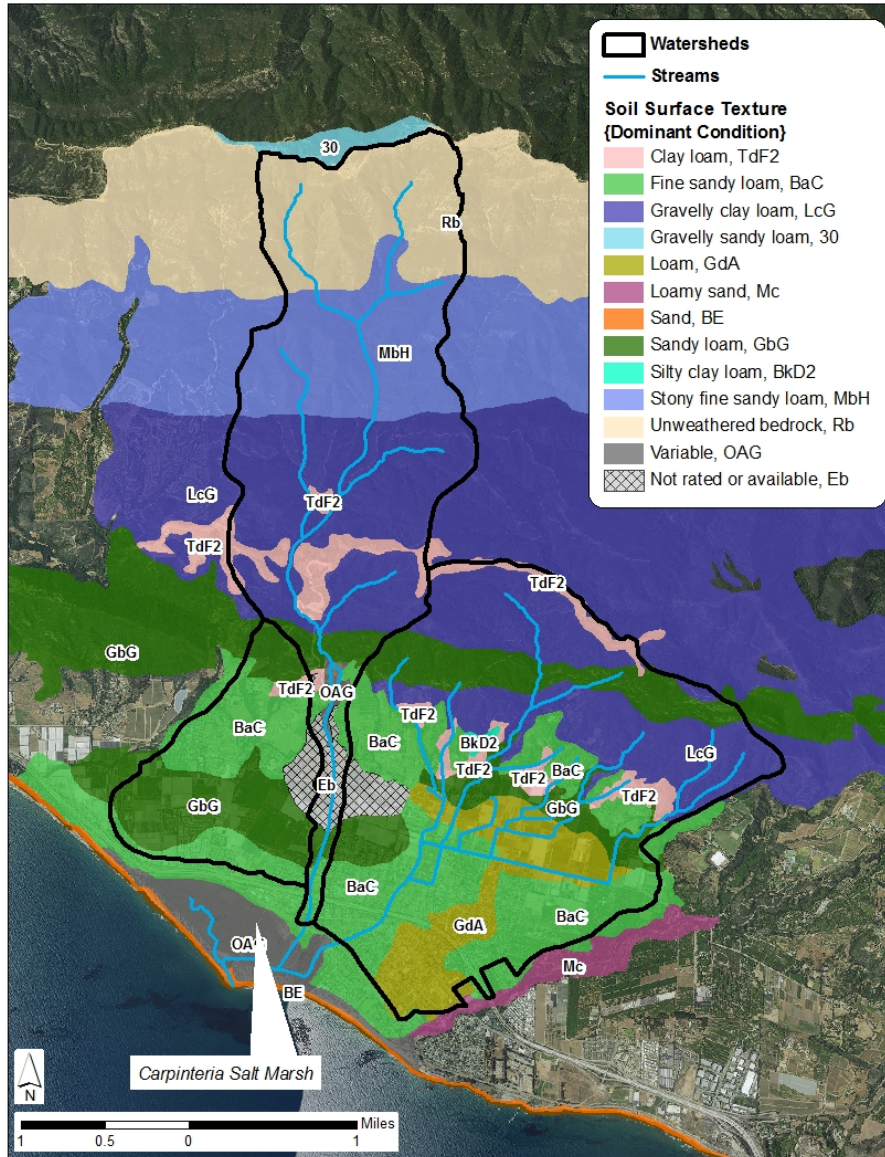 Watersheds
Streams
Soil Surface Texture
{Dominant Condition}
Clay loam, TdF2
Fine sandy loam, BaC
Gravelly clay loam, LcG
Gravelly sandy loam, 30
Loam, GdA
Loamy sand, Mc
Sand, BE
Sandy loam, GbG
Silty clay loam, BkD2
Stony fine sandy loam, MbH
Unweathered bedrock, Rb
Variable, OAG
Not rated or available, Eb
30
Rb
MbH
LcG
TdF2
TdF2
TdF2
GbG
TdF2
OAG
BaC
BaC
TdF2
BkD2
TdF2
LcG
BaC
TdF2
Eb
TdF2
GbG
GbG
BaC
BaC
GdA
OAG
Mc
BE
Carpinteria Salt Marsh
N
Miles
1 0.5 0 1